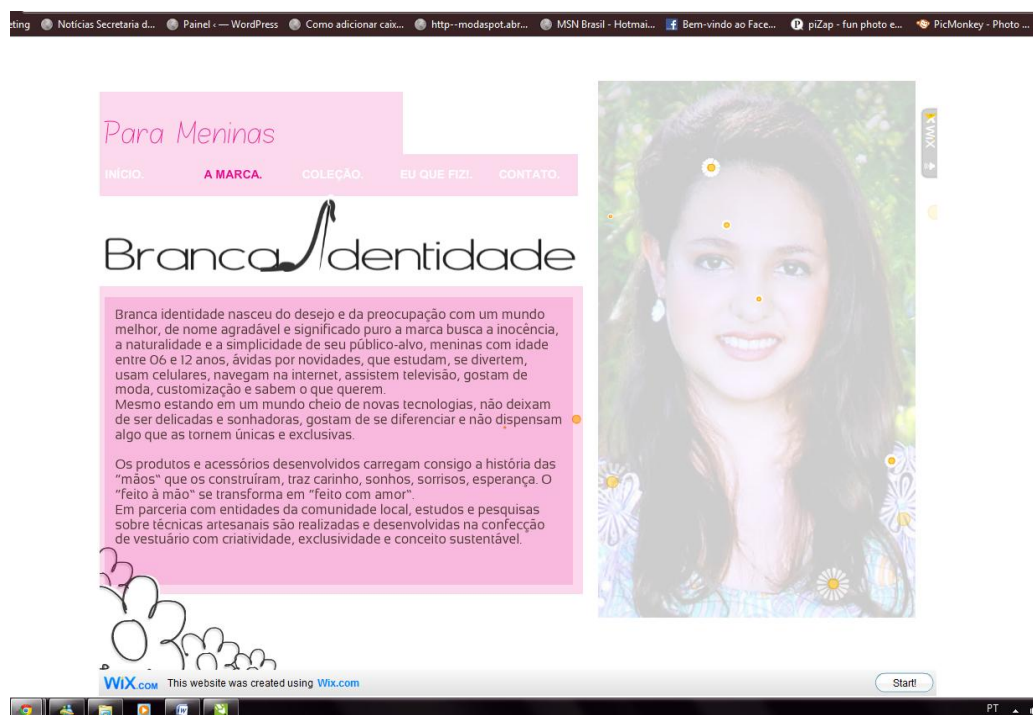 eting Notícias Secretaria d... Painel ‹ — WordPress Como adicionar caix... http--modaspot.abr... MSN Brasil - Hotmai... Bem-vindo ao Face... piZap - fun photo e... PicMonkey - Photo ...
Para Meninas
INÍCIO. A MARCA. COLEÇÃO. EU QUE FIZ!. CONTATO.
WiX
Branca Identidade
Branca identidade nasceu do desejo e da preocupação com um mundo
melhor, de nome agradável e significado puro a marca busca a inocência,
a naturalidade e a simplicidade de seu público-alvo, meninas com idade
entre 06 e 12 anos, ávidas por novidades, que estudam, se divertem,
usam celulares, navegam na internet, assistem televisão, gostam de
moda, customização e sabem o que querem.
Mesmo estando em um mundo cheio de novas tecnologias, não deixam
de ser delicadas e sonhadoras, gostam de se diferenciar e não dispensam
algo que as tornem únicas e exclusivas.
Os produtos e acessórios desenvolvidos carregam consigo a história das
"mãos" que os construíram, traz carinho, sonhos, sorrisos, esperança. O
"feito à mão" se transforma em "feito com amor".
Em parceria com entidades da comunidade local, estudos e pesquisas
sobre técnicas artesanais são realizadas e desenvolvidas na confecção
de vestuário com criatividade, exclusividade e conceito sustentável.
WiX.COM This website was created using Wix.com Start!
PT